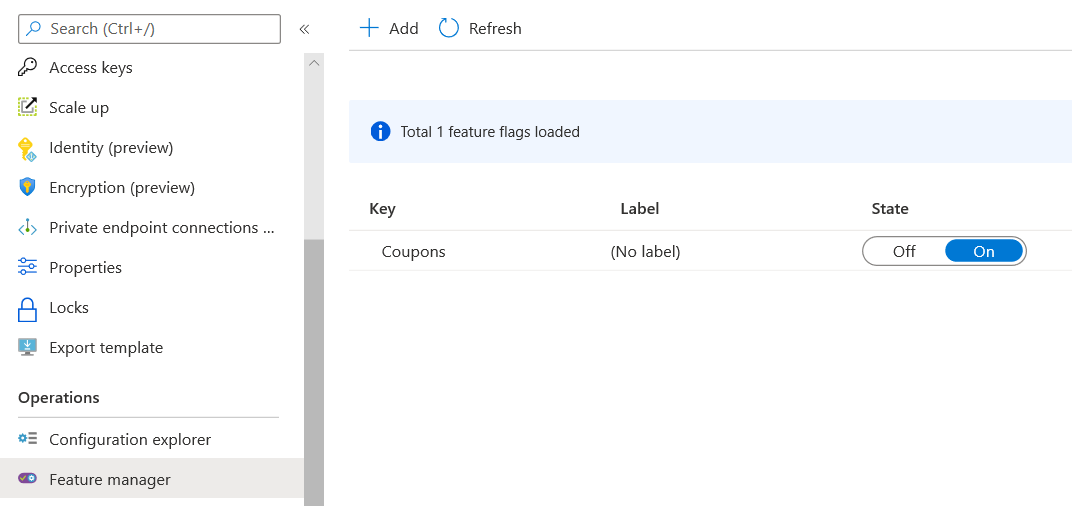 Search (Ctrl+/)
«
Access keys
Scale up
Identity (preview)
Encryption (preview)
Private endpoint connections ...
Properties
Locks
Export template
Operations
Configuration explorer
Feature manager
Add
Refresh
Total 1 feature flags loaded
Key Label State
Coupons (No label) Off On